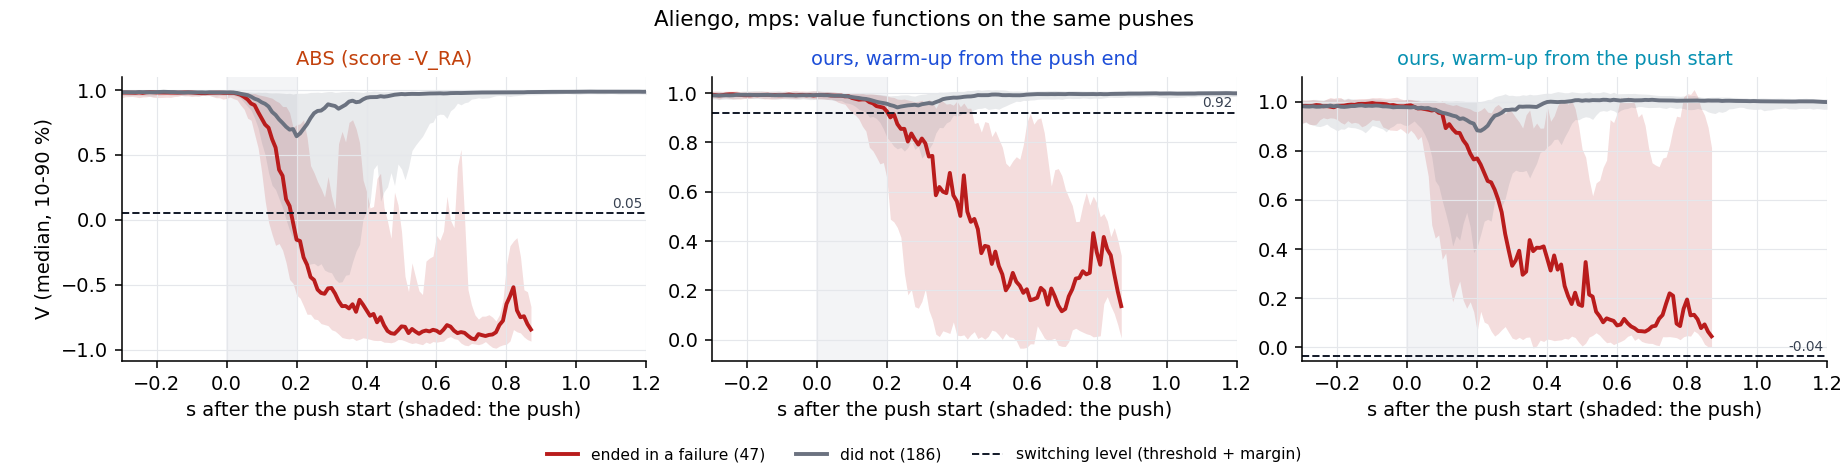 Aliengo, mps: value functions on the same pushes
ABS (score -V_RA)
ours, warm-up from the push end
ours, warm-up from the push start
V (median, 10-90 %)
1.0
0.5
0.0
−0.5
−1.0
0.05
−0.2 0.0 0.2 0.4 0.6 0.8 1.0 1.2
s after the push start (shaded: the push)
1.0
0.8
0.6
0.4
0.2
0.0
0.92
−0.2 0.0 0.2 0.4 0.6 0.8 1.0 1.2
s after the push start (shaded: the push)
1.0
0.8
0.6
0.4
0.2
0.0
-0.04
−0.2 0.0 0.2 0.4 0.6 0.8 1.0 1.2
s after the push start (shaded: the push)
ended in a failure (47)
did not (186)
switching level (threshold + margin)